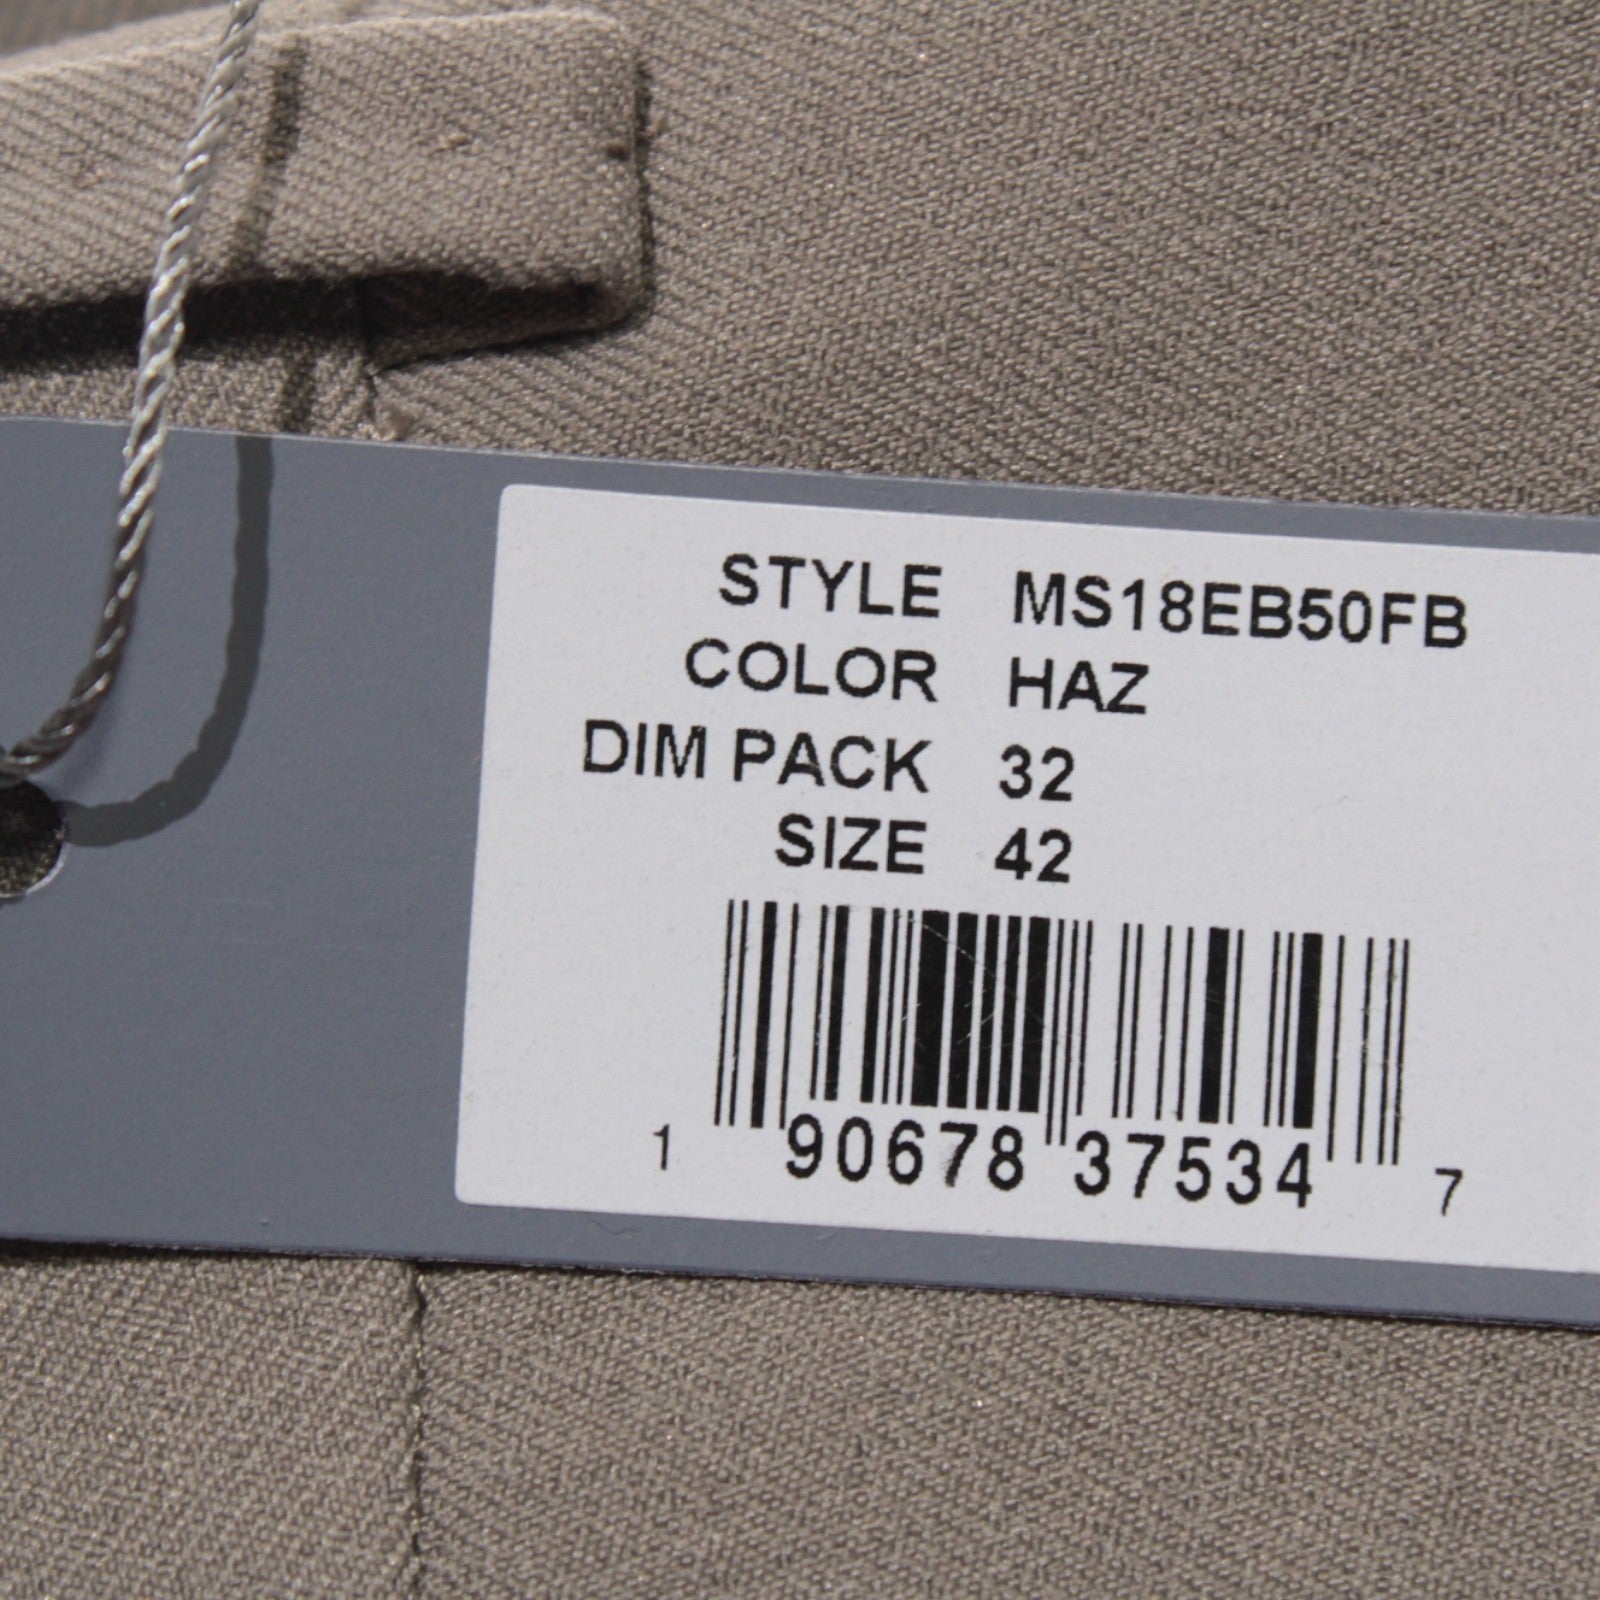 STYLE MS18EB50FB
COLOR HAZ
DIM PACK 32
SIZE 42
1 90678 37534 7